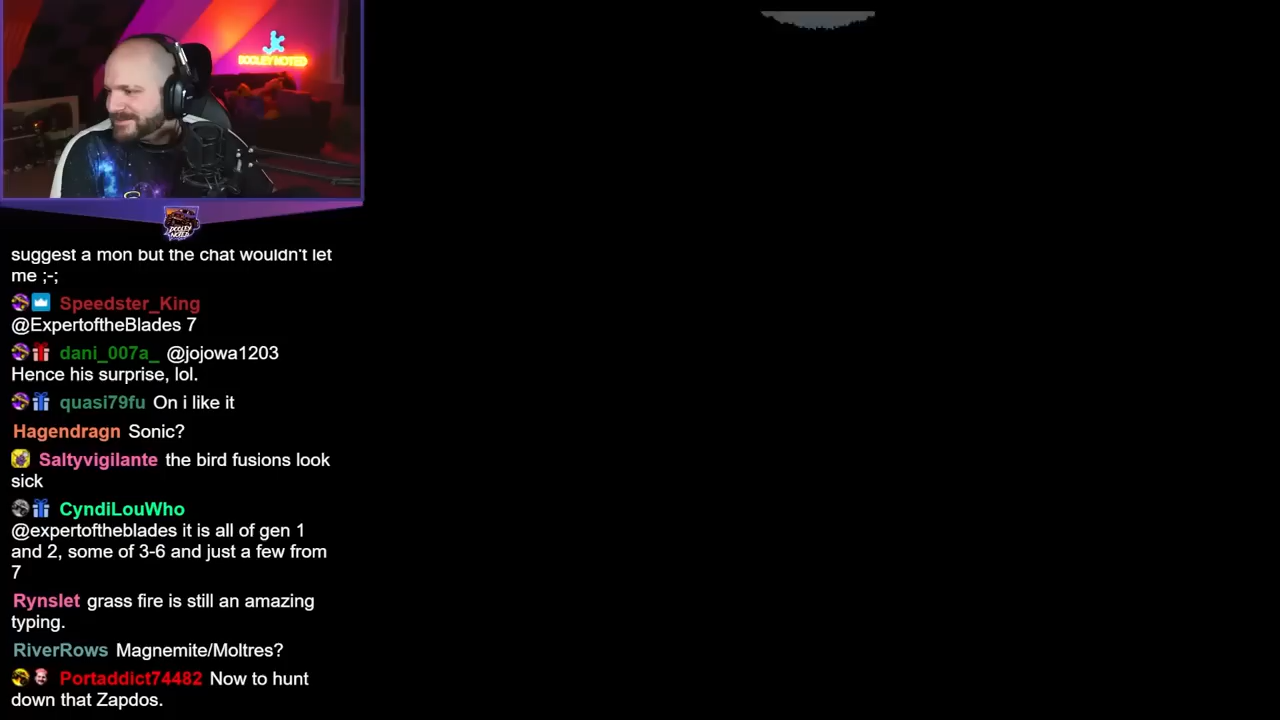 DOOLEY NOTED
DOOLEY
NOTED
suggest a mon but the chat wouldn't let
me ;-;
Speedster_King
@ExpertoftheBlades 7
dani_007a_ @jojowa1203
Hence his surprise, lol.
quasi79fu On i like it
Hagendragn Sonic?
Saltyvigilante the bird fusions look
sick
CyndiLouWho
@expertoftheblades it is all of gen 1
and 2, some of 3-6 and just a few from
7
Rynslet grass fire is still an amazing
typing.
RiverRows Magnemite/Moltres?
Portaddict74482 Now to hunt
down that Zapdos.